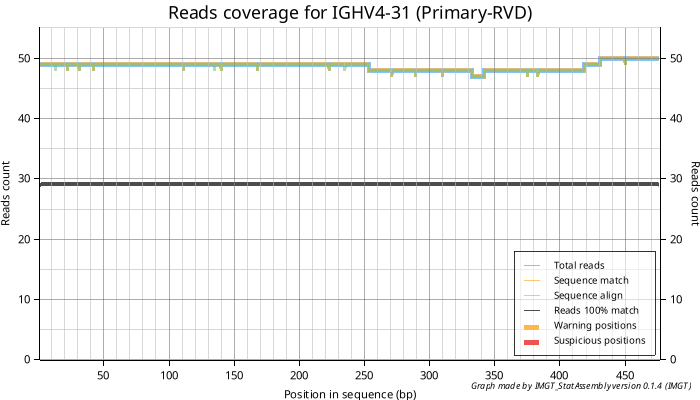 Reads coverage for IGHV4-31 (Primary-RVD)
50 50
40 40
30 30
20 20
10 10
0 0
Reads count
Reads count
Total reads
Sequence match
Sequence align
Reads 100% match
Warning positions
Suspicious positions
50 100 150 200 250 300 350 400 450
Position in sequence (bp)
Graph made by IMGT_StatAssembly version 0.1.4 (IMGT)